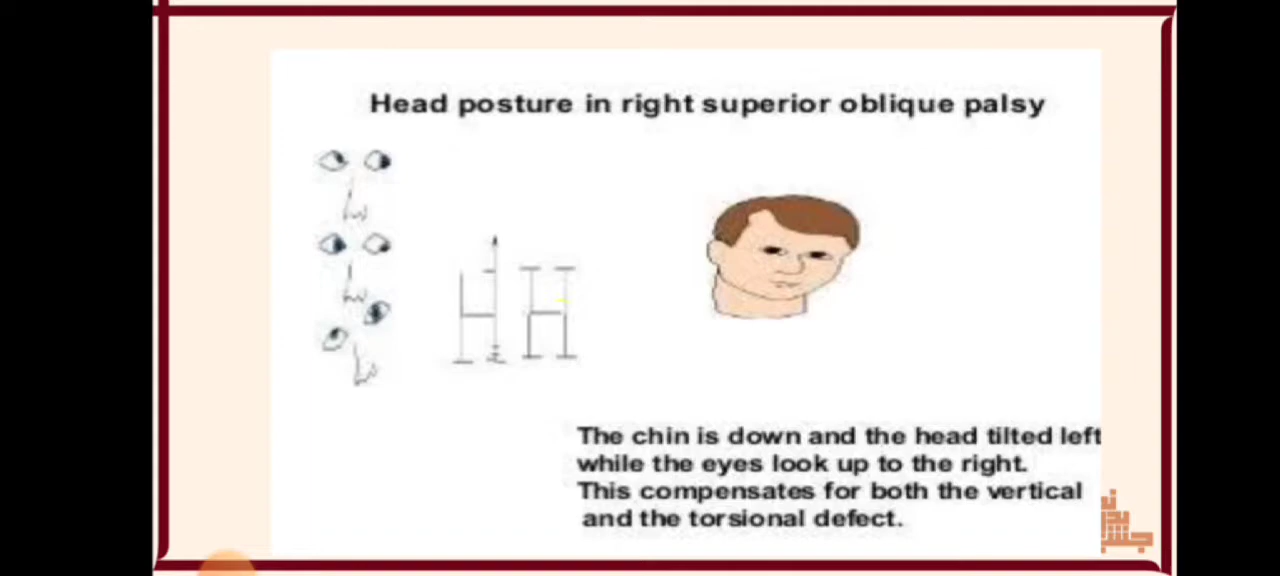 Head posture in right superior oblique palsy
The chin is down and the head tilted left
while the eyes look up to the right.
This compensates for both the vertical
and the torsional defect.